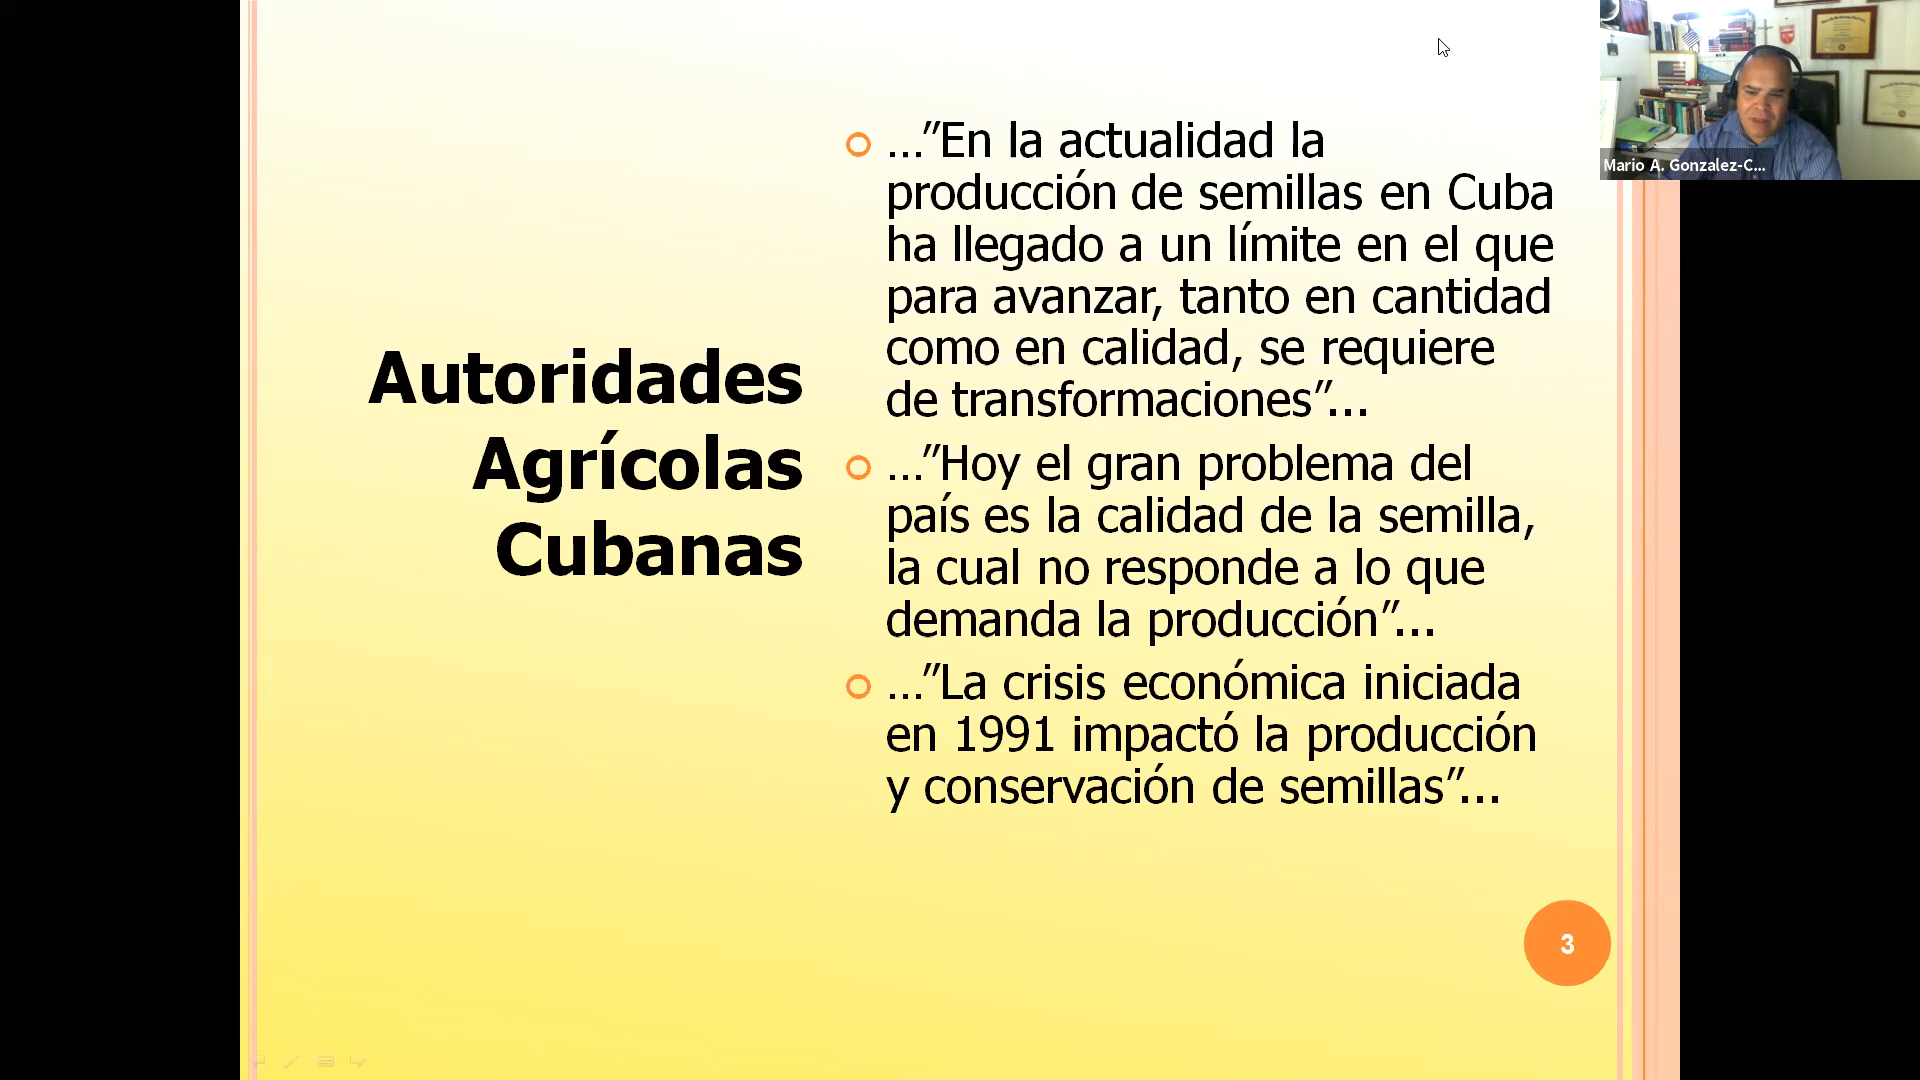 Autoridades
Agrícolas
Cubanas
…”En la actualidad la
producción de semillas en Cuba
ha llegado a un límite en el que
para avanzar, tanto en cantidad
como en calidad, se requiere
de transformaciones”...
…”Hoy el gran problema del
país es la calidad de la semilla,
la cual no responde a lo que
demanda la producción”...
…”La crisis económica iniciada
en 1991 impactó la producción
y conservación de semillas”...
3
Mario A. Gonzalez-C...